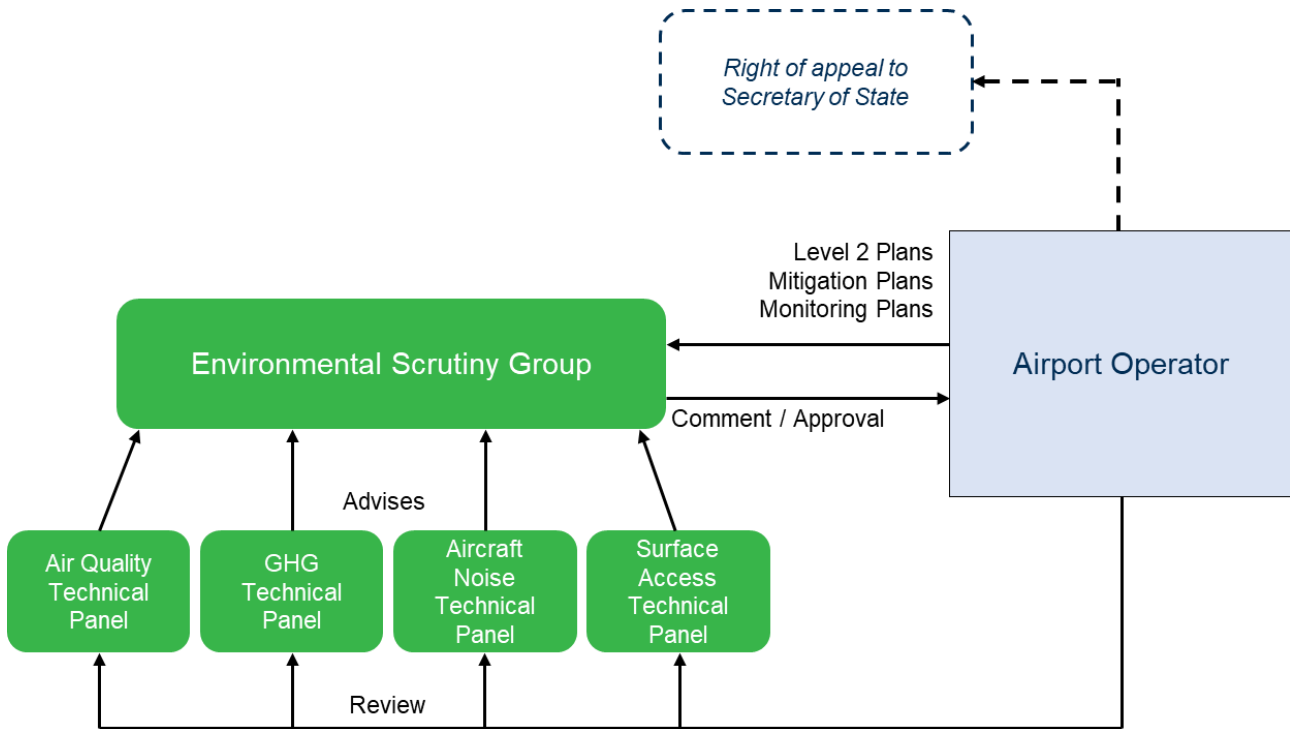 Right of appeal to
Secretary of State
Level 2 Plans
Mitigation Plans
Monitoring Plans
Environmental Scrutiny Group
Airport Operator
Comment / Approval
Advises
Air Quality
Technical
Panel
GHG
Technical
Panel
Aircraft
Noise
Technical
Panel
Surface
Access
Technical
Panel
Review